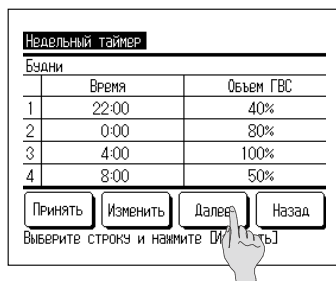 Недельный таймер
Будни
Время Объем ГВС
1 22:00 40%
2 0:00 80%
3 4:00 100%
4 8:00 50%
Принять Изменить Далее Назад
Выберите строку и нажмите